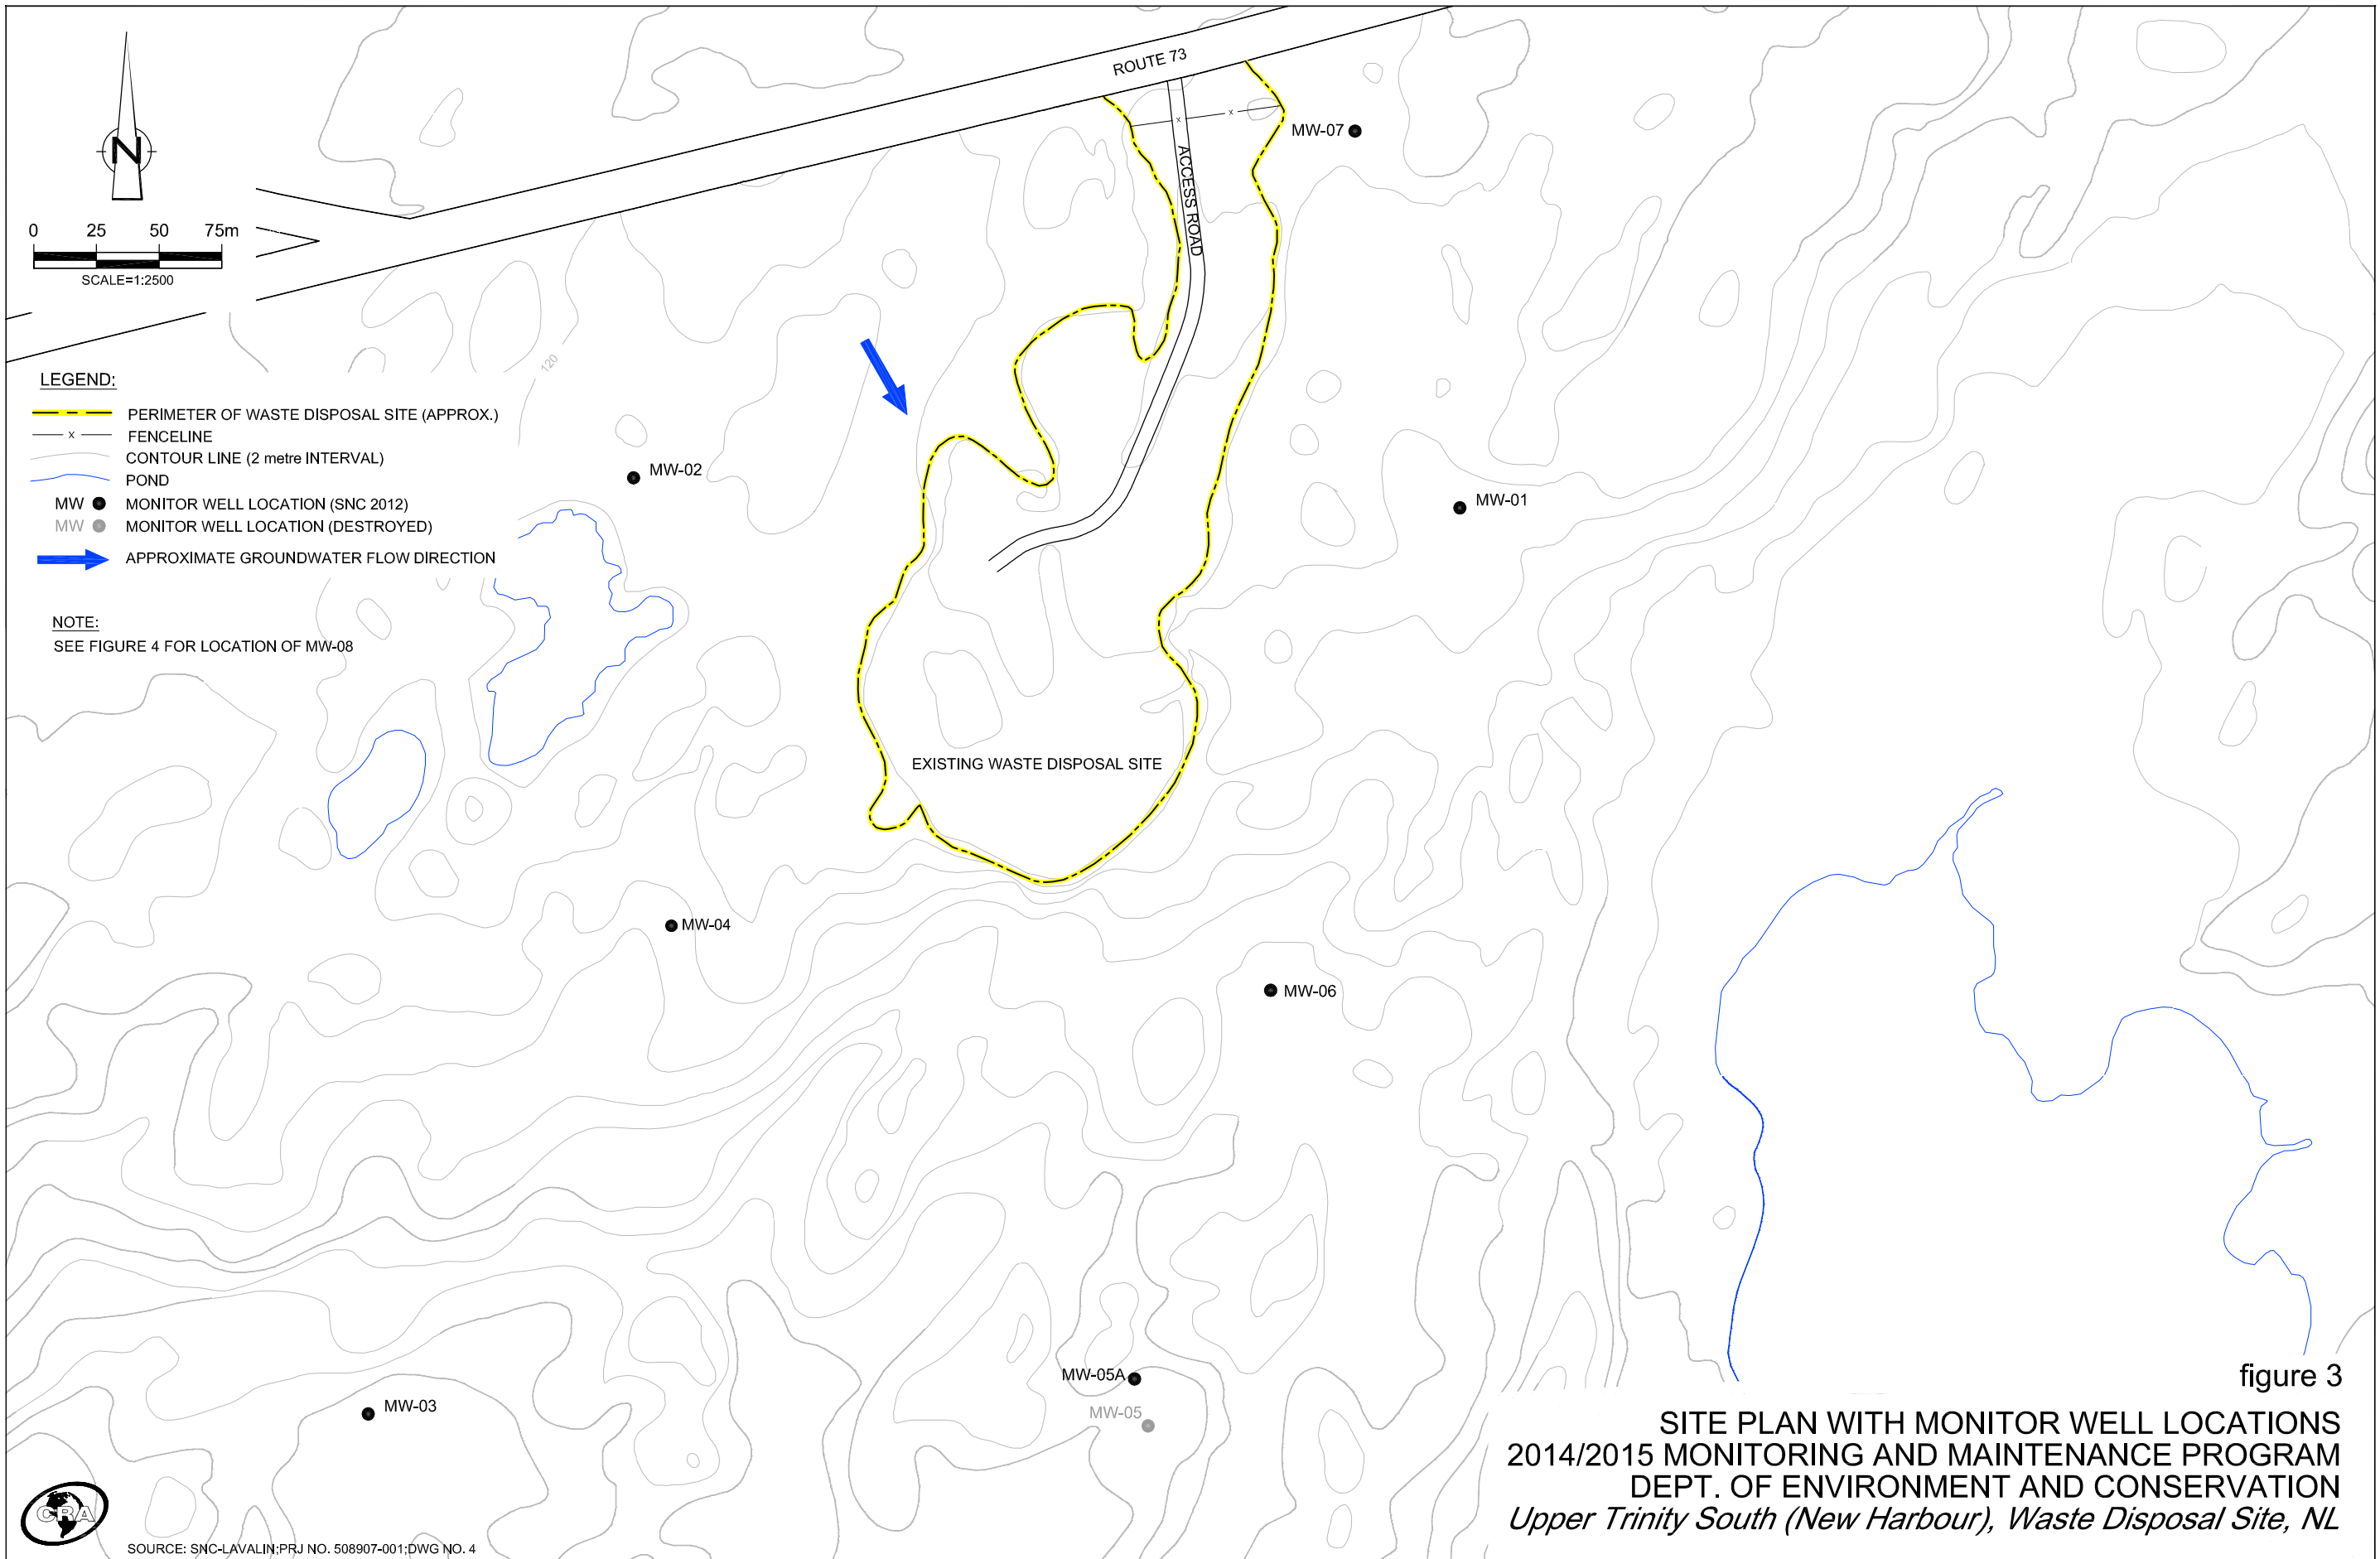 ROUTE 73
N
MW-07
ACCESS ROAD
0 25 50 75m
SCALE=1:2500
x x
120
LEGEND:
PERIMETER OF WASTE DISPOSAL SITE (APPROX.)
x FENCELINE
CONTOUR LINE (2 metre INTERVAL)
POND
MW MONITOR WELL LOCATION (SNC 2012)
MW MONITOR WELL LOCATION (DESTROYED)
APPROXIMATE GROUNDWATER FLOW DIRECTION
MW-02
MW-01
NOTE:
SEE FIGURE 4 FOR LOCATION OF MW-08
EXISTING WASTE DISPOSAL SITE
MW-04
MW-06
MW-05A
MW-05
MW-03
figure 3
SITE PLAN WITH MONITOR WELL LOCATIONS
2014/2015 MONITORING AND MAINTENANCE PROGRAM
DEPT. OF ENVIRONMENT AND CONSERVATION
Upper Trinity South (New Harbour), Waste Disposal Site, NL
CRA
SOURCE: SNC-LAVALIN;PRJ NO. 508907-001;DWG NO. 4